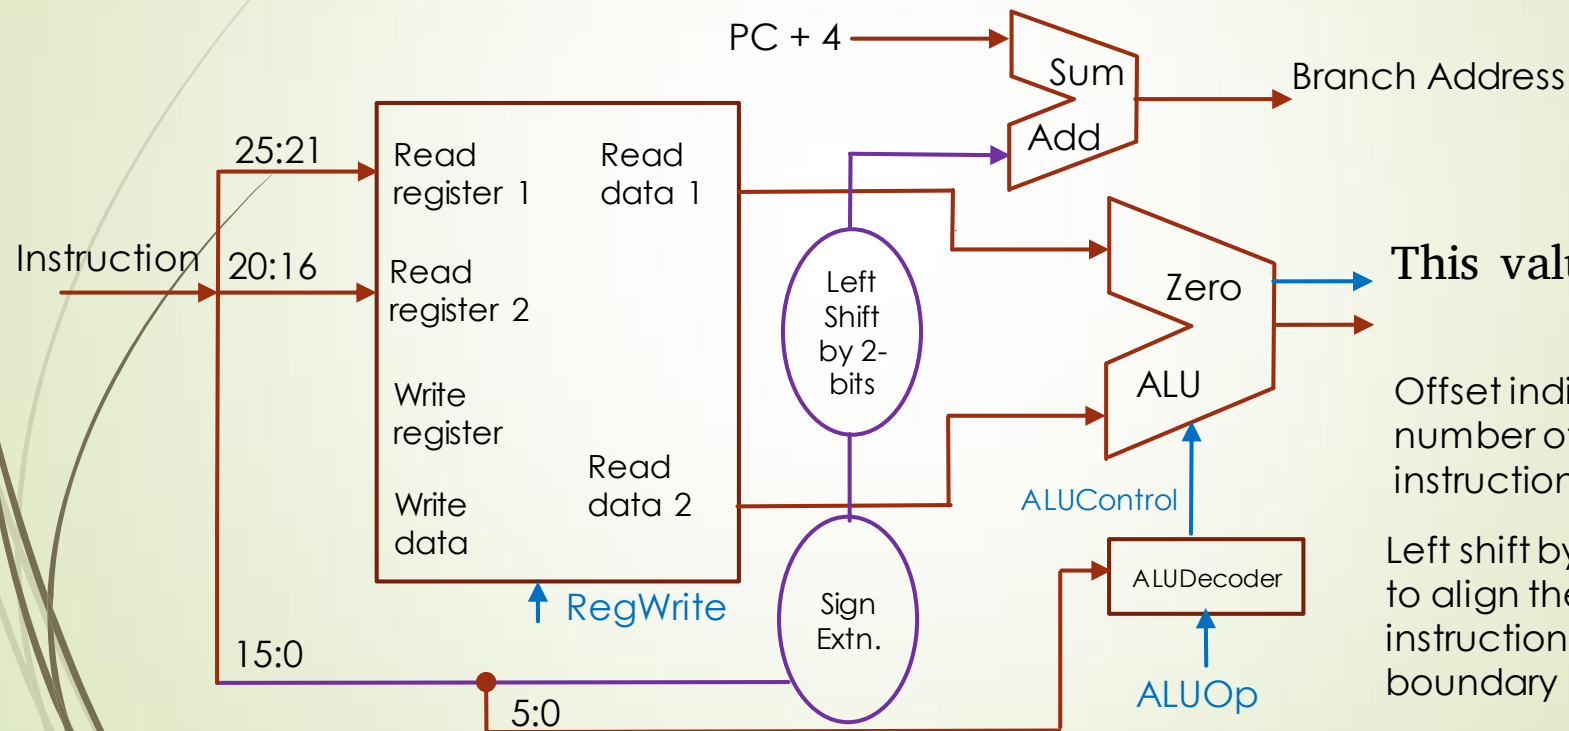 PC + 4
Sum
Add
Branch Address
25:21
Read
register 1
Read
data 1
Instruction
20:16
Read
register 2
Left
Shift
by 2-
bits
Zero
ALU
This
Write
register
Write
data
Read
data 2
ALUControl
Offset
number
instruction
Left shift
to align
instruction
boundary
ALUDecoder
RegWrite
Sign
Extn.
15:0
5:0
ALUOp